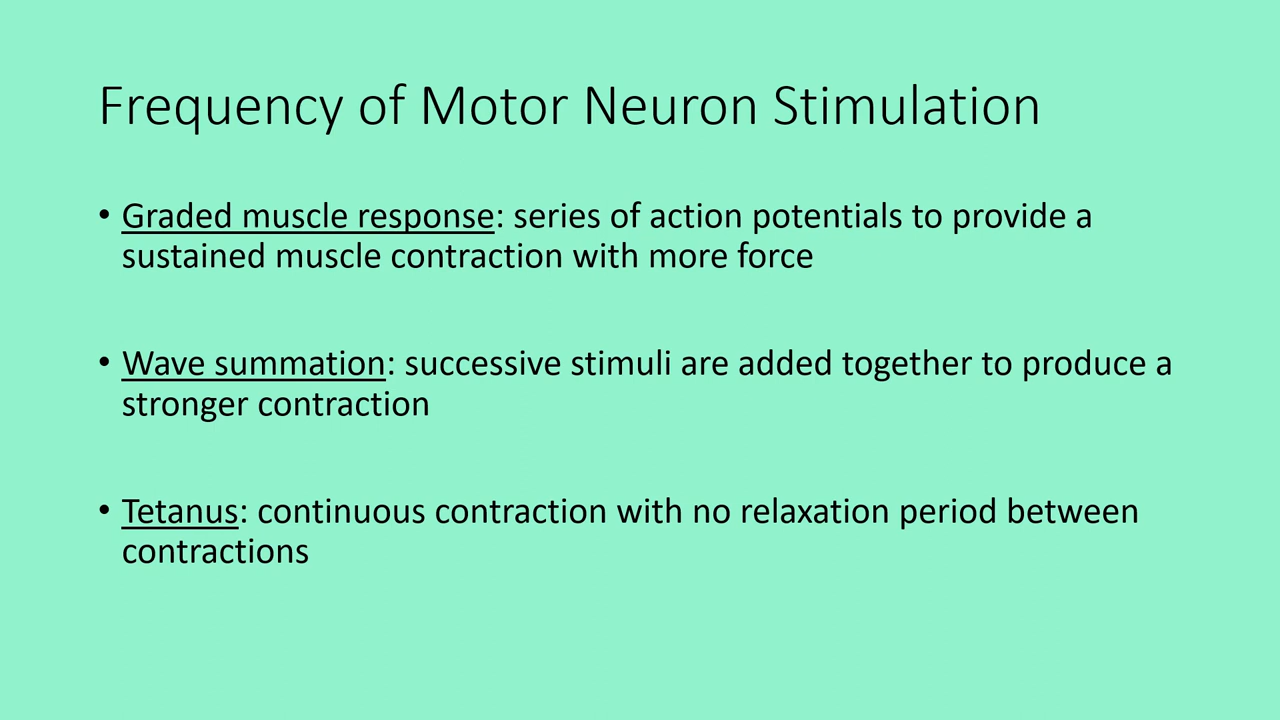 Frequency of Motor Neuron Stimulation
• Graded muscle response: series of action potentials to provide a
sustained muscle contraction with more force
• Wave summation: successive stimuli are added together to produce a
stronger contraction
• Tetanus: continuous contraction with no relaxation period between
contractions